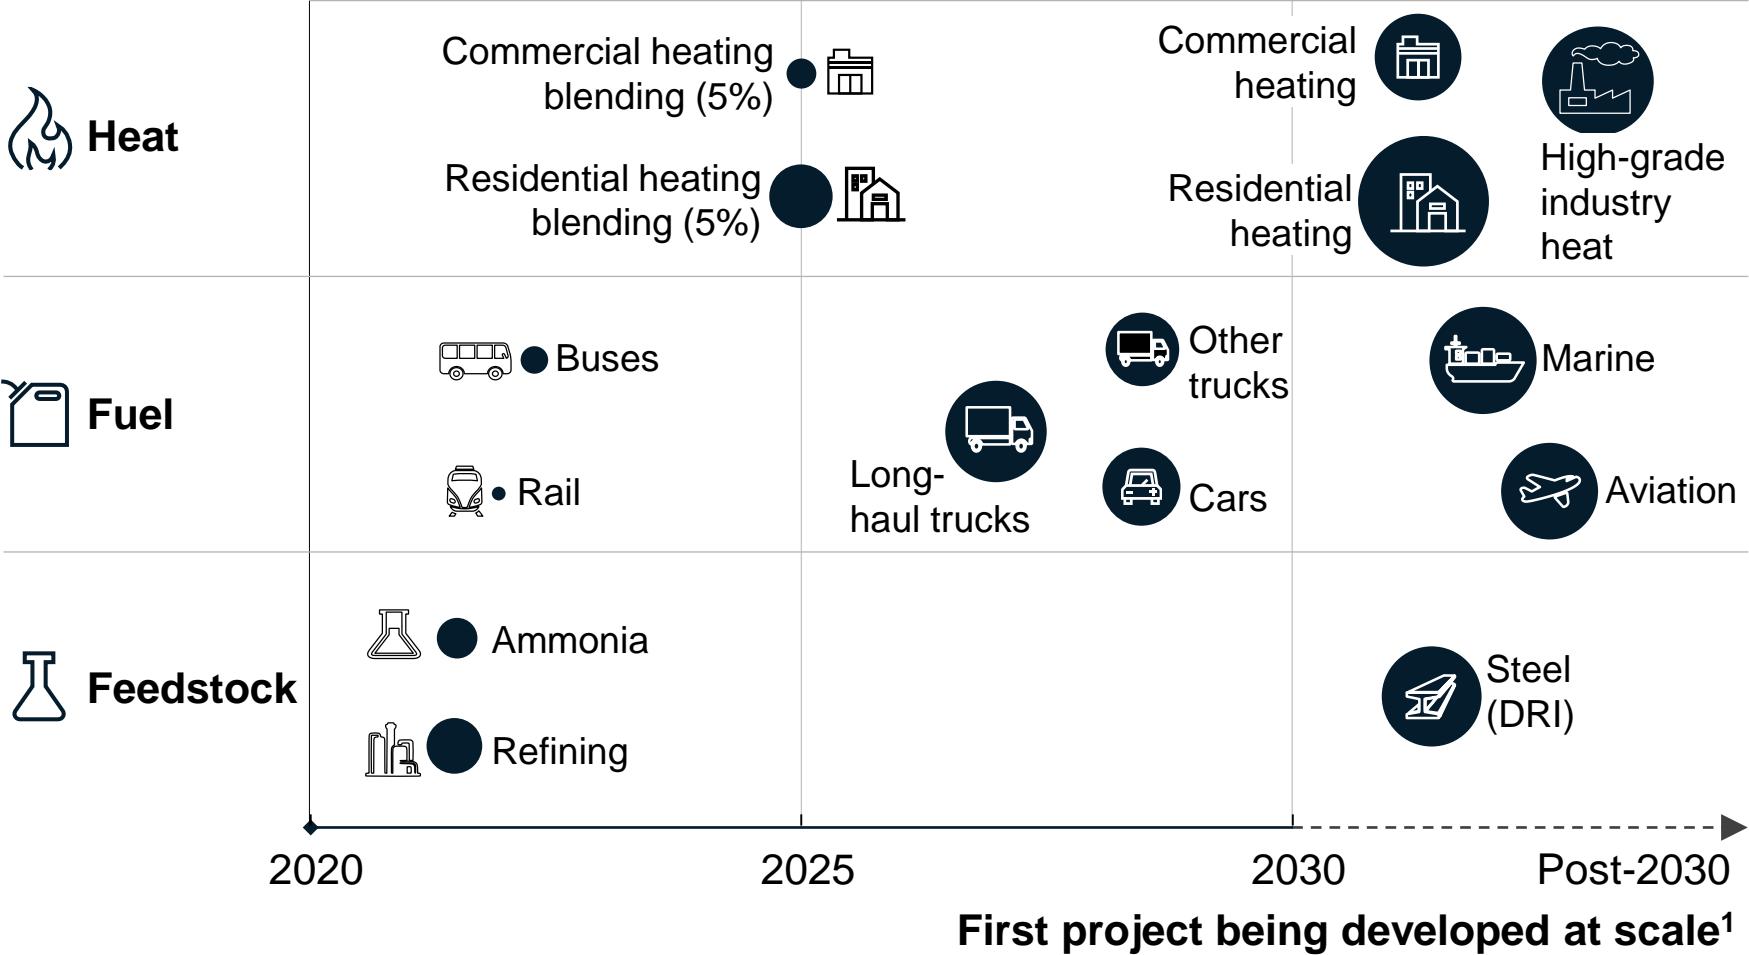 Heat
Commercial heating
blending (5%)
Residential heating
blending (5%)
Commercial
heating
Residential
heating
High-grade
industry
heat
Fuel
Buses
Rail
Long-
haul trucks
Other
trucks
Cars
Marine
Aviation
Feedstock
Ammonia
Refining
Steel
(DRI)
2020
2025
2030
Post-2030
First project being developed at scale¹